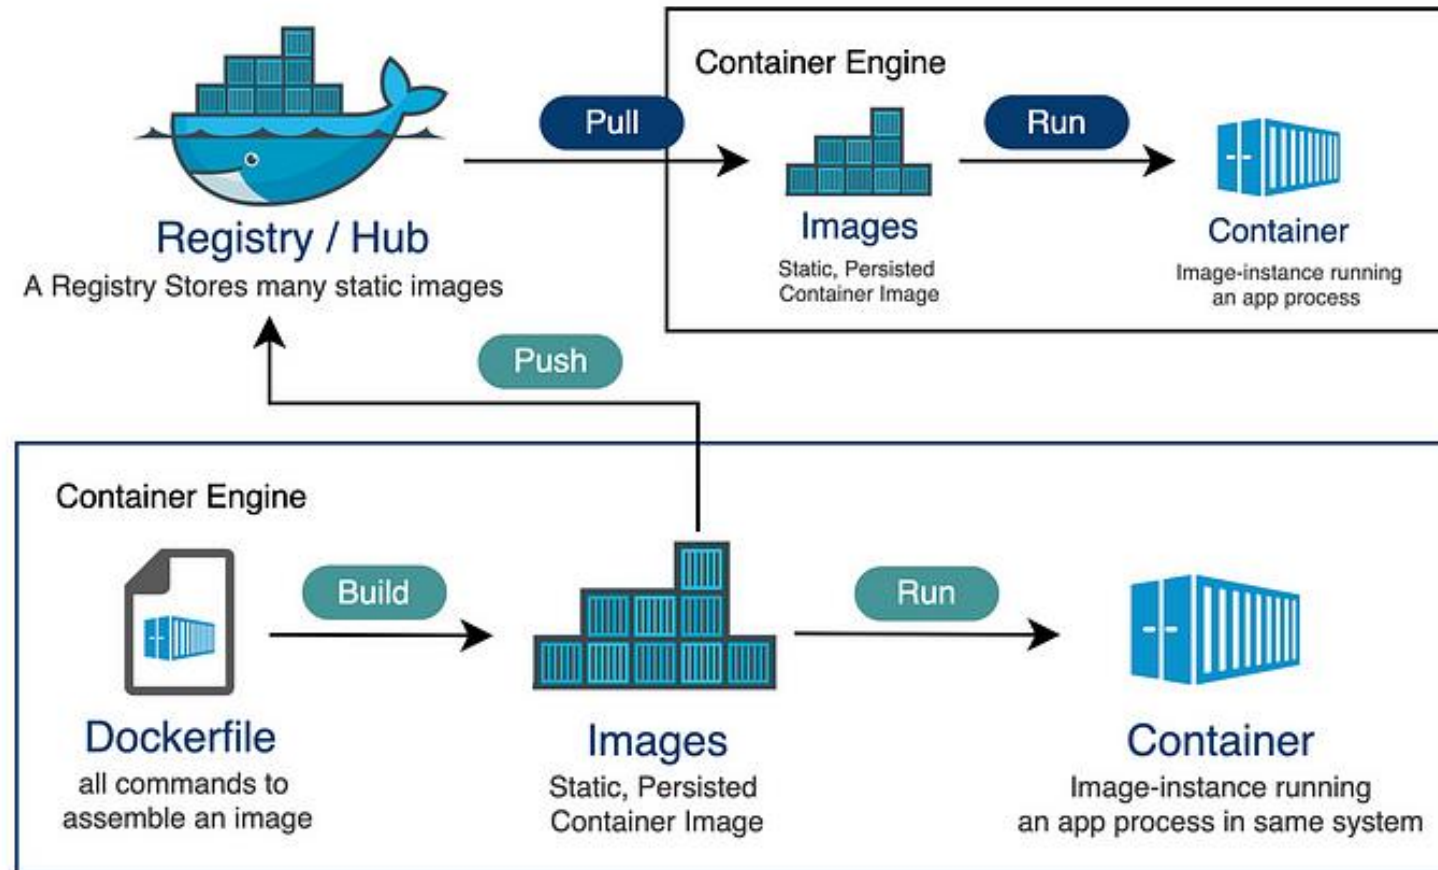 Container Engine
Pull
Run
Registry / Hub
A Registry Stores many static images
Images
Static, Persisted
Container Image
Container
Image-instance running
an app process
Push
Container Engine
Build
Run
Dockerfile
all commands to
assemble an image
Images
Static, Persisted
Container Image
Container
Image-instance running
an app process in same system